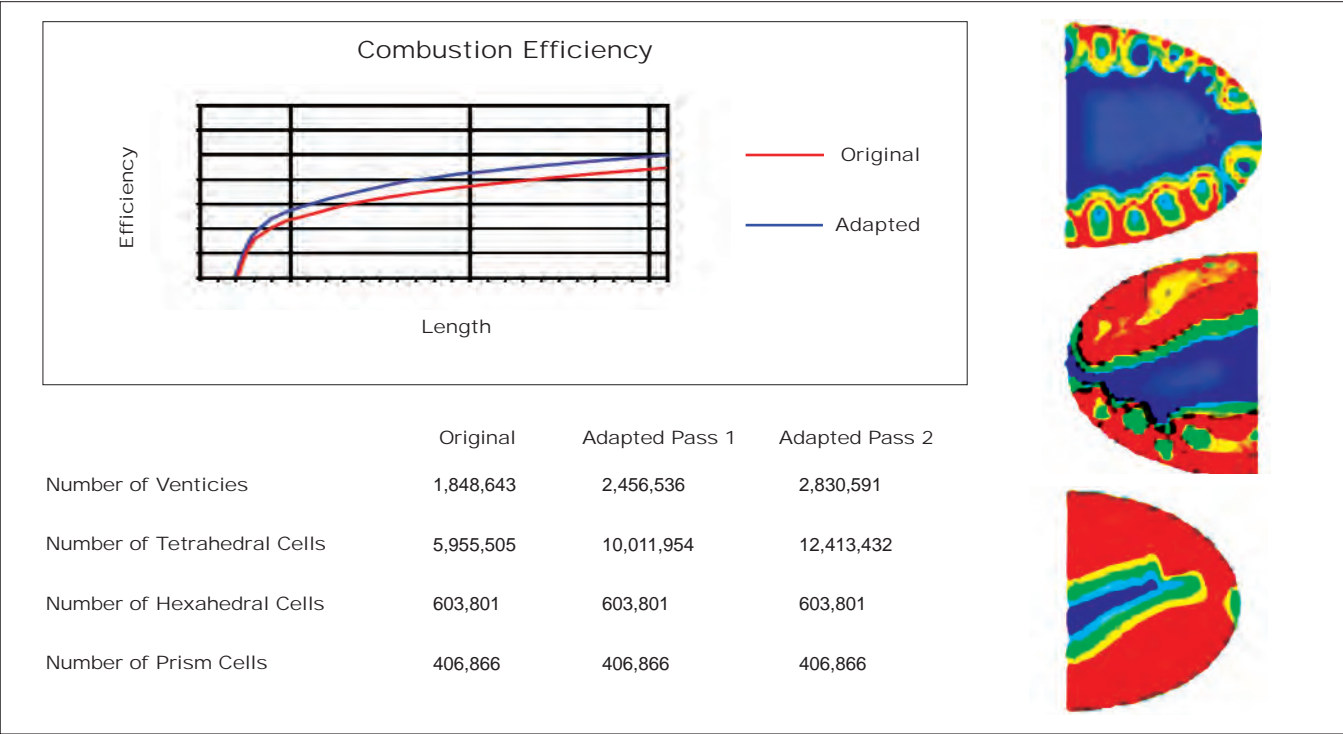 Combustion Efficiency
Efficiency
Original
Adapted
Length
Original Adapted Pass 1 Adapted Pass 2
Number of Venticies 1,848,643 2,456,536 2,830,591
Number of Tetrahedral Cells 5,955,505 10,011,954 12,413,432
Number of Hexahedral Cells 603,801 603,801 603,801
Number of Prism Cells 406,866 406,866 406,866